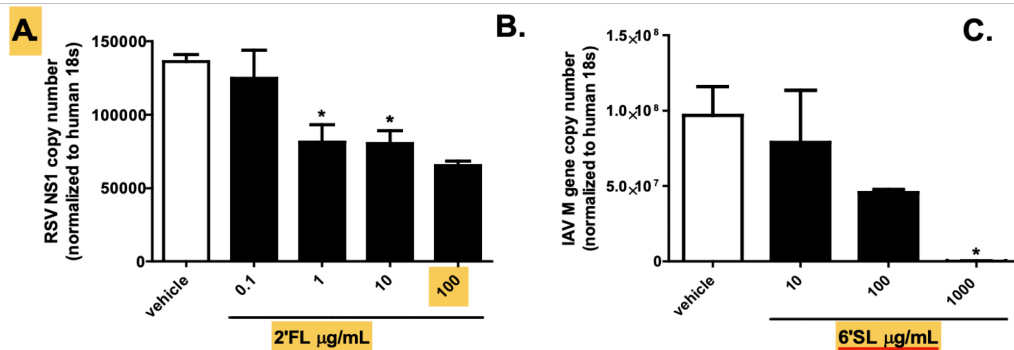 A.
RSV NS1 copy number
(normalized to human 18s)
150000
100000
50000
0
*
*
vehicle
0.1
1
10
100
2'FL µg/mL
B.
IAV M gene copy number
(normalized to human 18s)
1.5×10⁸
1.0×10⁸
5.0×10⁷
0
*
vehicle
10
100
1000
6'SL µg/mL
C.